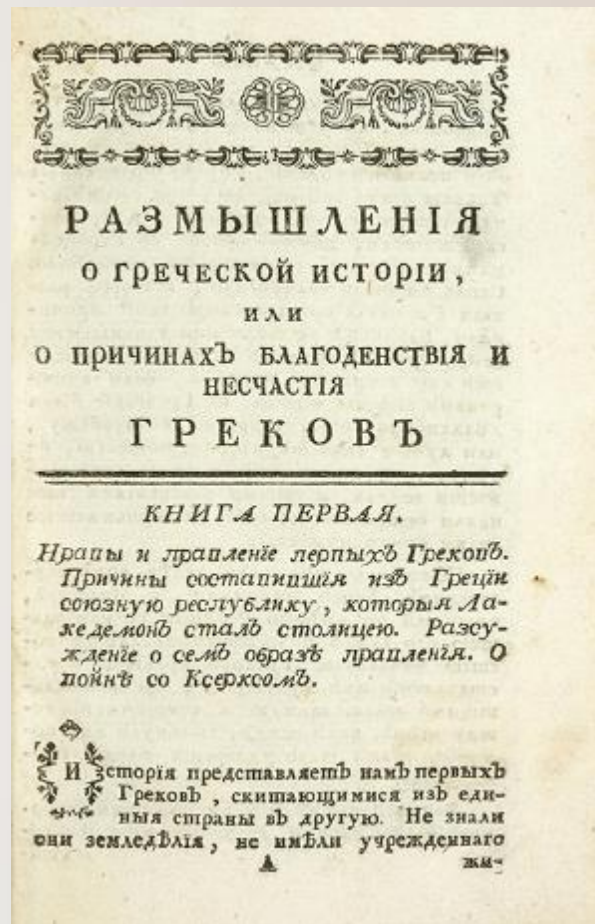 РАЗМЫШЛЕНІЯ
О ГРЕЧЕСКОЙ ИСТОРІИ,
ИЛИ
О ПРИЧИНАХЪ БЛАГОДЕНСТВІЯ И
НЕСЧАСТІЯ
ГРЕКОВЪ
КНИГА ПЕРВАЯ.
Нравы и правленіе первыхъ Грековъ.
Причины составившія изъ Греціи
союзную республику, которыя Ла-
кедемонъ сталъ столицею. Разсу-
жденіе о семъ образѣ правленія. О
войнѣ со Ксерксомъ.
Исторія представляетъ намъ первыхъ
Грековъ, скитающимися изъ еди-
ныя страны въ другую. Не знали
они земледѣлія, не имѣли учрежденнаго
А
жи-